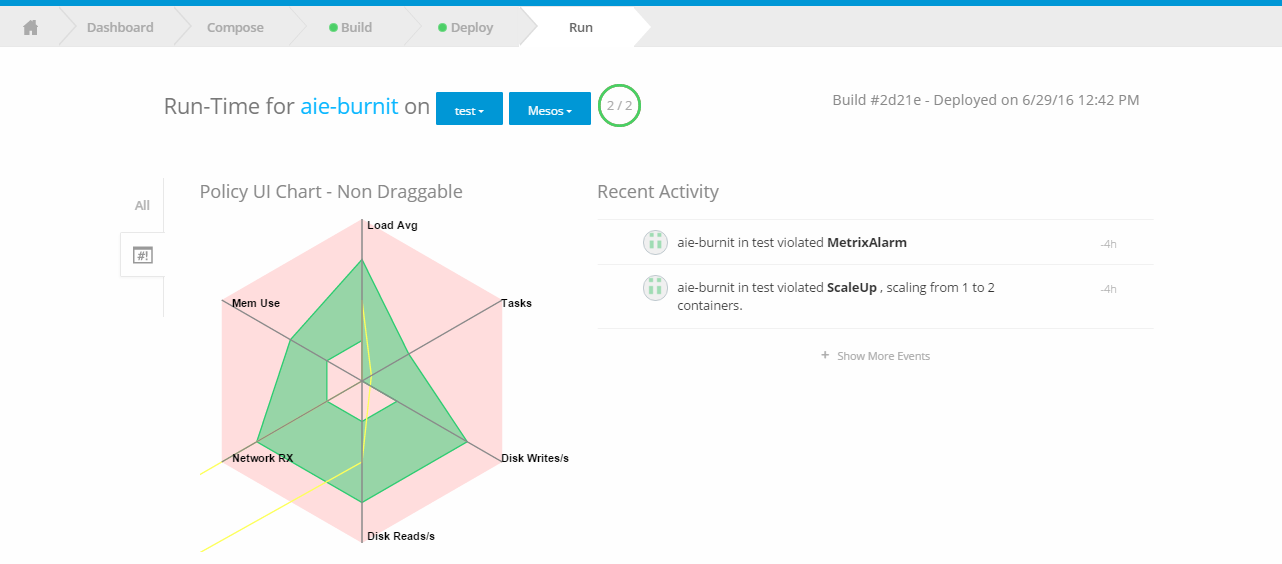 Dashboard
Compose
Build
Deploy
Run
Run-Time for aie-burnit on
test
Mesos
2 / 2
Build #2d21e - Deployed on 6/29/16 12:42 PM
All
#!
Policy UI Chart - Non Draggable
Load Avg
Mem Use
Tasks
Network RX
Disk Writes/s
Disk Reads/s
Recent Activity
aie-burnit in test violated MetrixAlarm
-4h
aie-burnit in test violated ScaleUp , scaling from 1 to 2
containers.
-4h
+ Show More Events